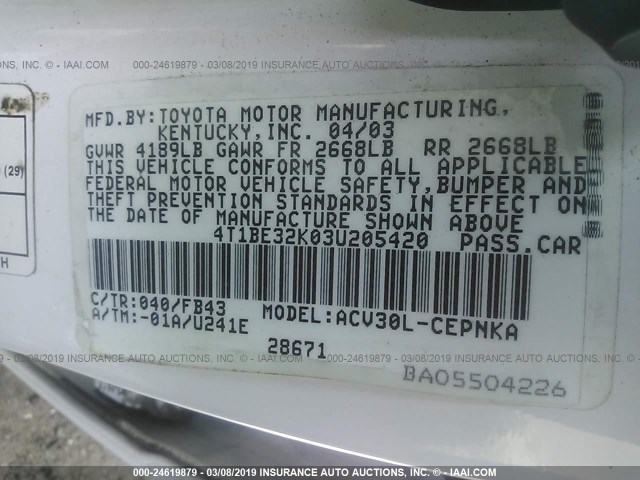 000-24619879 - 03/08/2019 INSURANCE AUTO AUCTIONS, INC. - © IAAI.COM
MFD.BY:TOYOTA MOTOR MANUFACTURING,
KENTUCKY,INC. 04/03
GVWR 4189LB GAWR FR 2668LB RR 2668LB
THIS VEHICLE CONFORMS TO ALL APPLICABLE
FEDERAL MOTOR VEHICLE SAFETY,BUMPER AND
THEFT PREVENTION STANDARDS IN EFFECT ON
THE DATE OF MANUFACTURE SHOWN ABOVE
4T1BE32K03U205420 PASS.CAR
C/TR:040/FB43
A/TM:-01A/U241E
MODEL:ACV30L-CEPNKA
28671
BA05504226
(29)
H
000-24619879 - 03/08/2019 INSURANCE AUTO AUCTIONS, INC. - © IAAI.COM